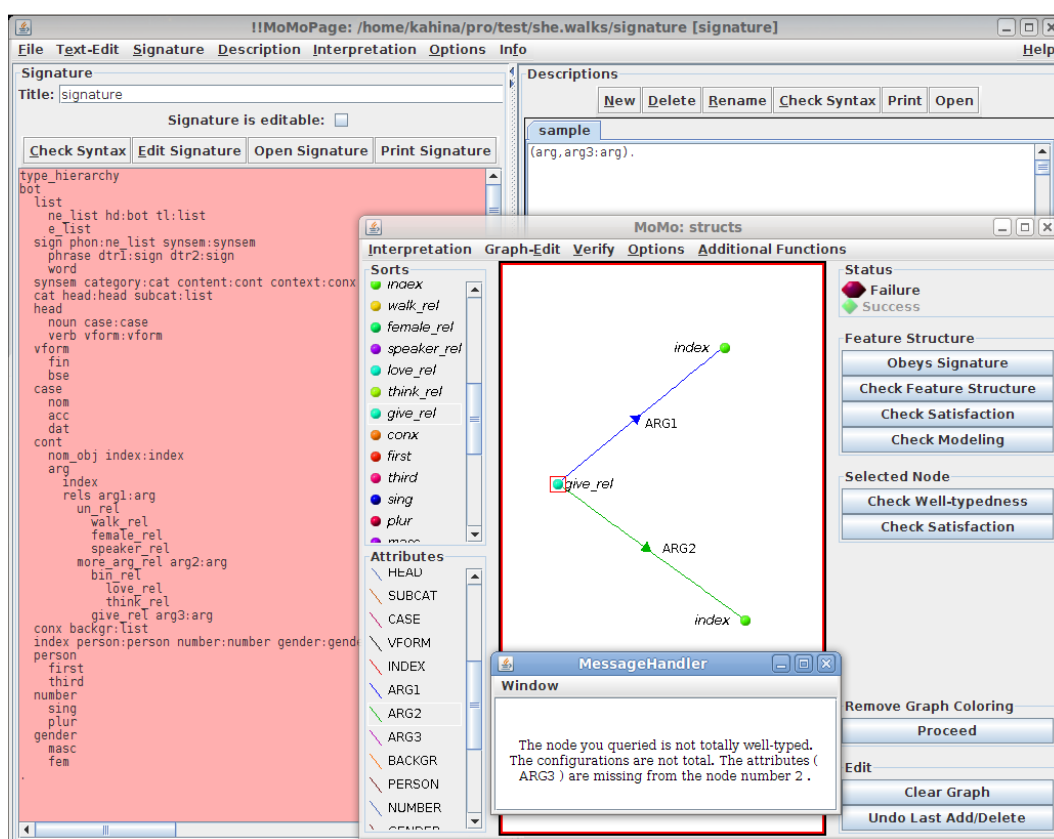 !!MoMoPage: /home/kahina/pro/test/she.walks/signature [signature]
File Text-Edit Signature Description Interpretation Options Info Help
Signature
Title: signature
Signature is editable:
Check Syntax Edit Signature Open Signature Print Signature
type_hierarchy
bot
list
ne_list hd:bot tl:list
e_list
sign phon:ne_list synsem:synsem
phrase dtr1:sign dtr2:sign
word
synsem category:cat content:cont context:conx
cat head:head subcat:list
head
noun case:case
verb vform:vform
vform
fin
bse
case
nom
acc
dat
cont
nom_obj index:index
arg
index
rels arg1:arg
un_rel
walk_rel
female_rel
speaker_rel
more_arg_rel arg2:arg
bin_rel
love_rel
think_rel
give_rel arg3:arg
conx backgr:list
index person:person number:number gender:gende
person
first
third
number
sing
plur
gender
masc
fem
.
Descriptions
New Delete Rename Check Syntax Print Open
sample
(arg,arg3:arg).
MoMo: structs
Interpretation Graph-Edit Verify Options Additional Functions
Sorts
index
walk_rel
female_rel
speaker_rel
love_rel
think_rel
give_rel
conx
first
third
sing
plur
masc
Attributes
HEAD
SUBCAT
CASE
VFORM
INDEX
ARG1
ARG2
ARG3
BACKGR
PERSON
NUMBER
GENDER
index
ARG1
give_rel
ARG2
index
Status
Failure
Success
Feature Structure
Obeys Signature
Check Feature Structure
Check Satisfaction
Check Modeling
Selected Node
Check Well-typedness
Check Satisfaction
Remove Graph Coloring
Proceed
Edit
Clear Graph
Undo Last Add/Delete
MessageHandler
Window
The node you queried is not totally well-typed.
The configurations are not total. The attributes (
ARG3 ) are missing from the node number 2 .